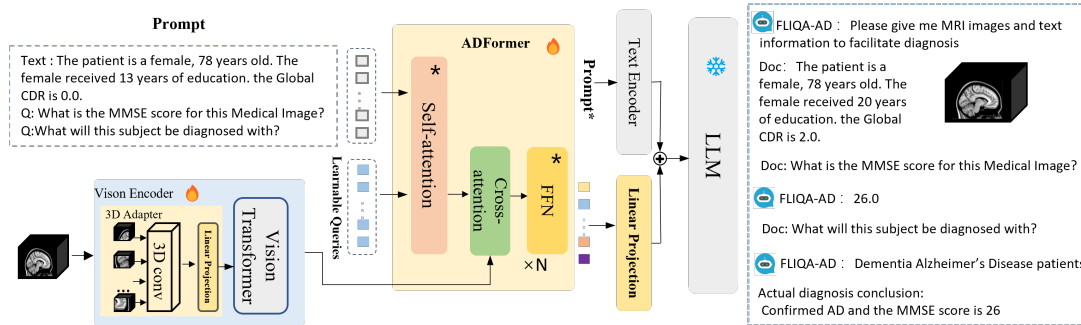 Prompt
Text : The patient is a female, 78 years old. The
female received 13 years of education. the Global
CDR is 0.0.
Q: What is the MMSE score for this Medical Image?
Q:What will this subject be diagnosed with?
Vison Encoder
3D Adapter
3D conv
Linear Projection
Vision
Transformer
Learnable Queries
ADFormer
*
Self-attention
Cross-
attention
*
FFN
×N
Prompt*
Text Encoder
Linear Projection
LLM
FLIQA-AD： Please give me MRI images and text
information to facilitate diagnosis
Doc: The patient is a
female, 78 years old. The
female received 20 years
of education. the Global
CDR is 2.0.
Doc: What is the MMSE score for this Medical Image?
FLIQA-AD： 26.0
Doc: What will this subject be diagnosed with?
FLIQA-AD： Dementia Alzheimer’s Disease patients
Actual diagnosis conclusion:
Confirmed AD and the MMSE score is 26